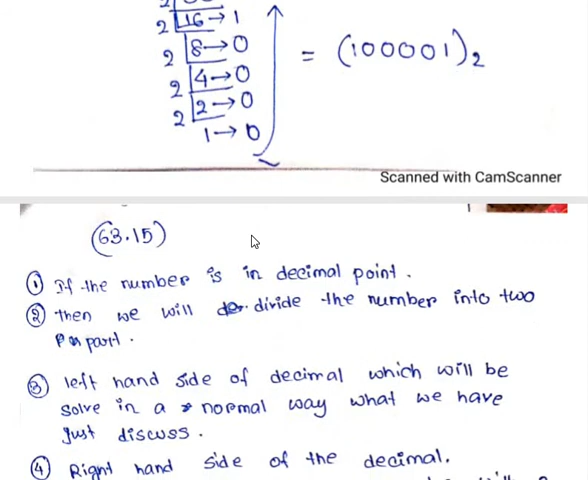 2 16→1
2 8→0
2 4→0
2 2→0
1→0
= (100001)2
Scanned with CamScanner
(63.15)
① If the number is in decimal point.
② then we will de. divide the number into two
part.
③ left hand side of decimal which will be
solve in a normal way what we have
just discuss.
④ Right hand side of the decimal.